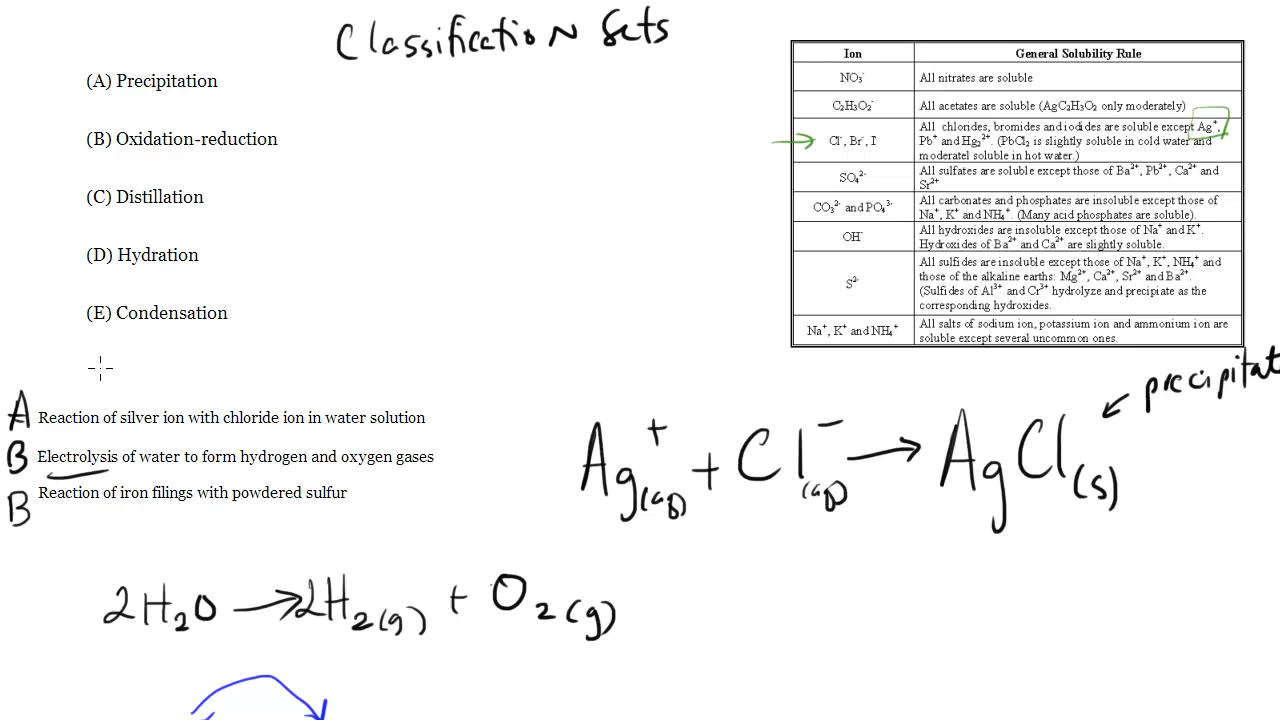 Classification Sets
(A) Precipitation
(B) Oxidation-reduction
(C) Distillation
(D) Hydration
(E) Condensation
Ion General Solubility Rule
NO₃⁻ All nitrates are soluble
C₂H₃O₂⁻ All acetates are soluble (AgC₂H₃O₂ only moderately)
Cl⁻, Br⁻, I⁻ All chlorides, bromides and iodides are soluble except Ag⁺,
Pb⁺ and Hg₂²⁺. (PbCl₂ is slightly soluble in cold water and
moderatel soluble in hot water.)
SO₄²⁻ All sulfates are soluble except those of Ba²⁺, Pb²⁺, Ca²⁺ and
Sr²⁺
CO₃²⁻ and PO₄³⁻ All carbonates and phosphates are insoluble except those of
Na⁺, K⁺ and NH₄⁺. (Many acid phosphates are soluble).
OH⁻ All hydroxides are insoluble except those of Na⁺ and K⁺.
Hydroxides of Ba²⁺ and Ca²⁺ are slightly soluble.
S²⁻ All sulfides are insoluble except those of Na⁺, K⁺, NH₄⁺ and
those of the alkaline earths: Mg²⁺, Ca²⁺, Sr²⁺ and Ba²⁺.
(Sulfides of Al³⁺ and Cr³⁺ hydrolyze and precipiate as the
corresponding hydroxides.
Na⁺, K⁺ and NH₄⁺ All salts of sodium ion, potassium ion and ammonium ion are
soluble except several uncommon ones.
precipitat
A Reaction of silver ion with chloride ion in water solution
B Electrolysis of water to form hydrogen and oxygen gases
B Reaction of iron filings with powdered sulfur
Ag⁺(aq) + Cl⁻(aq) → AgCl(s)
2H₂O → 2H₂(g) + O₂(g)